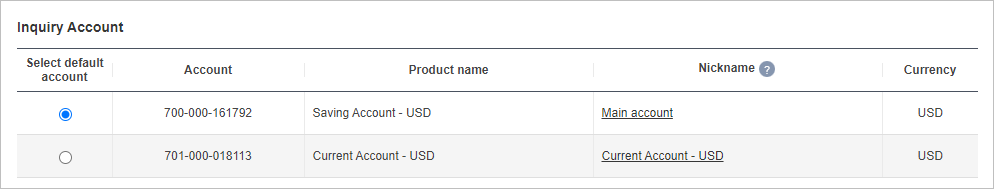 Inquiry Account
Select default
account
Account
Product name
Nickname ?
Currency
700-000-161792 Saving Account - USD Main account USD
701-000-018113 Current Account - USD Current Account - USD USD